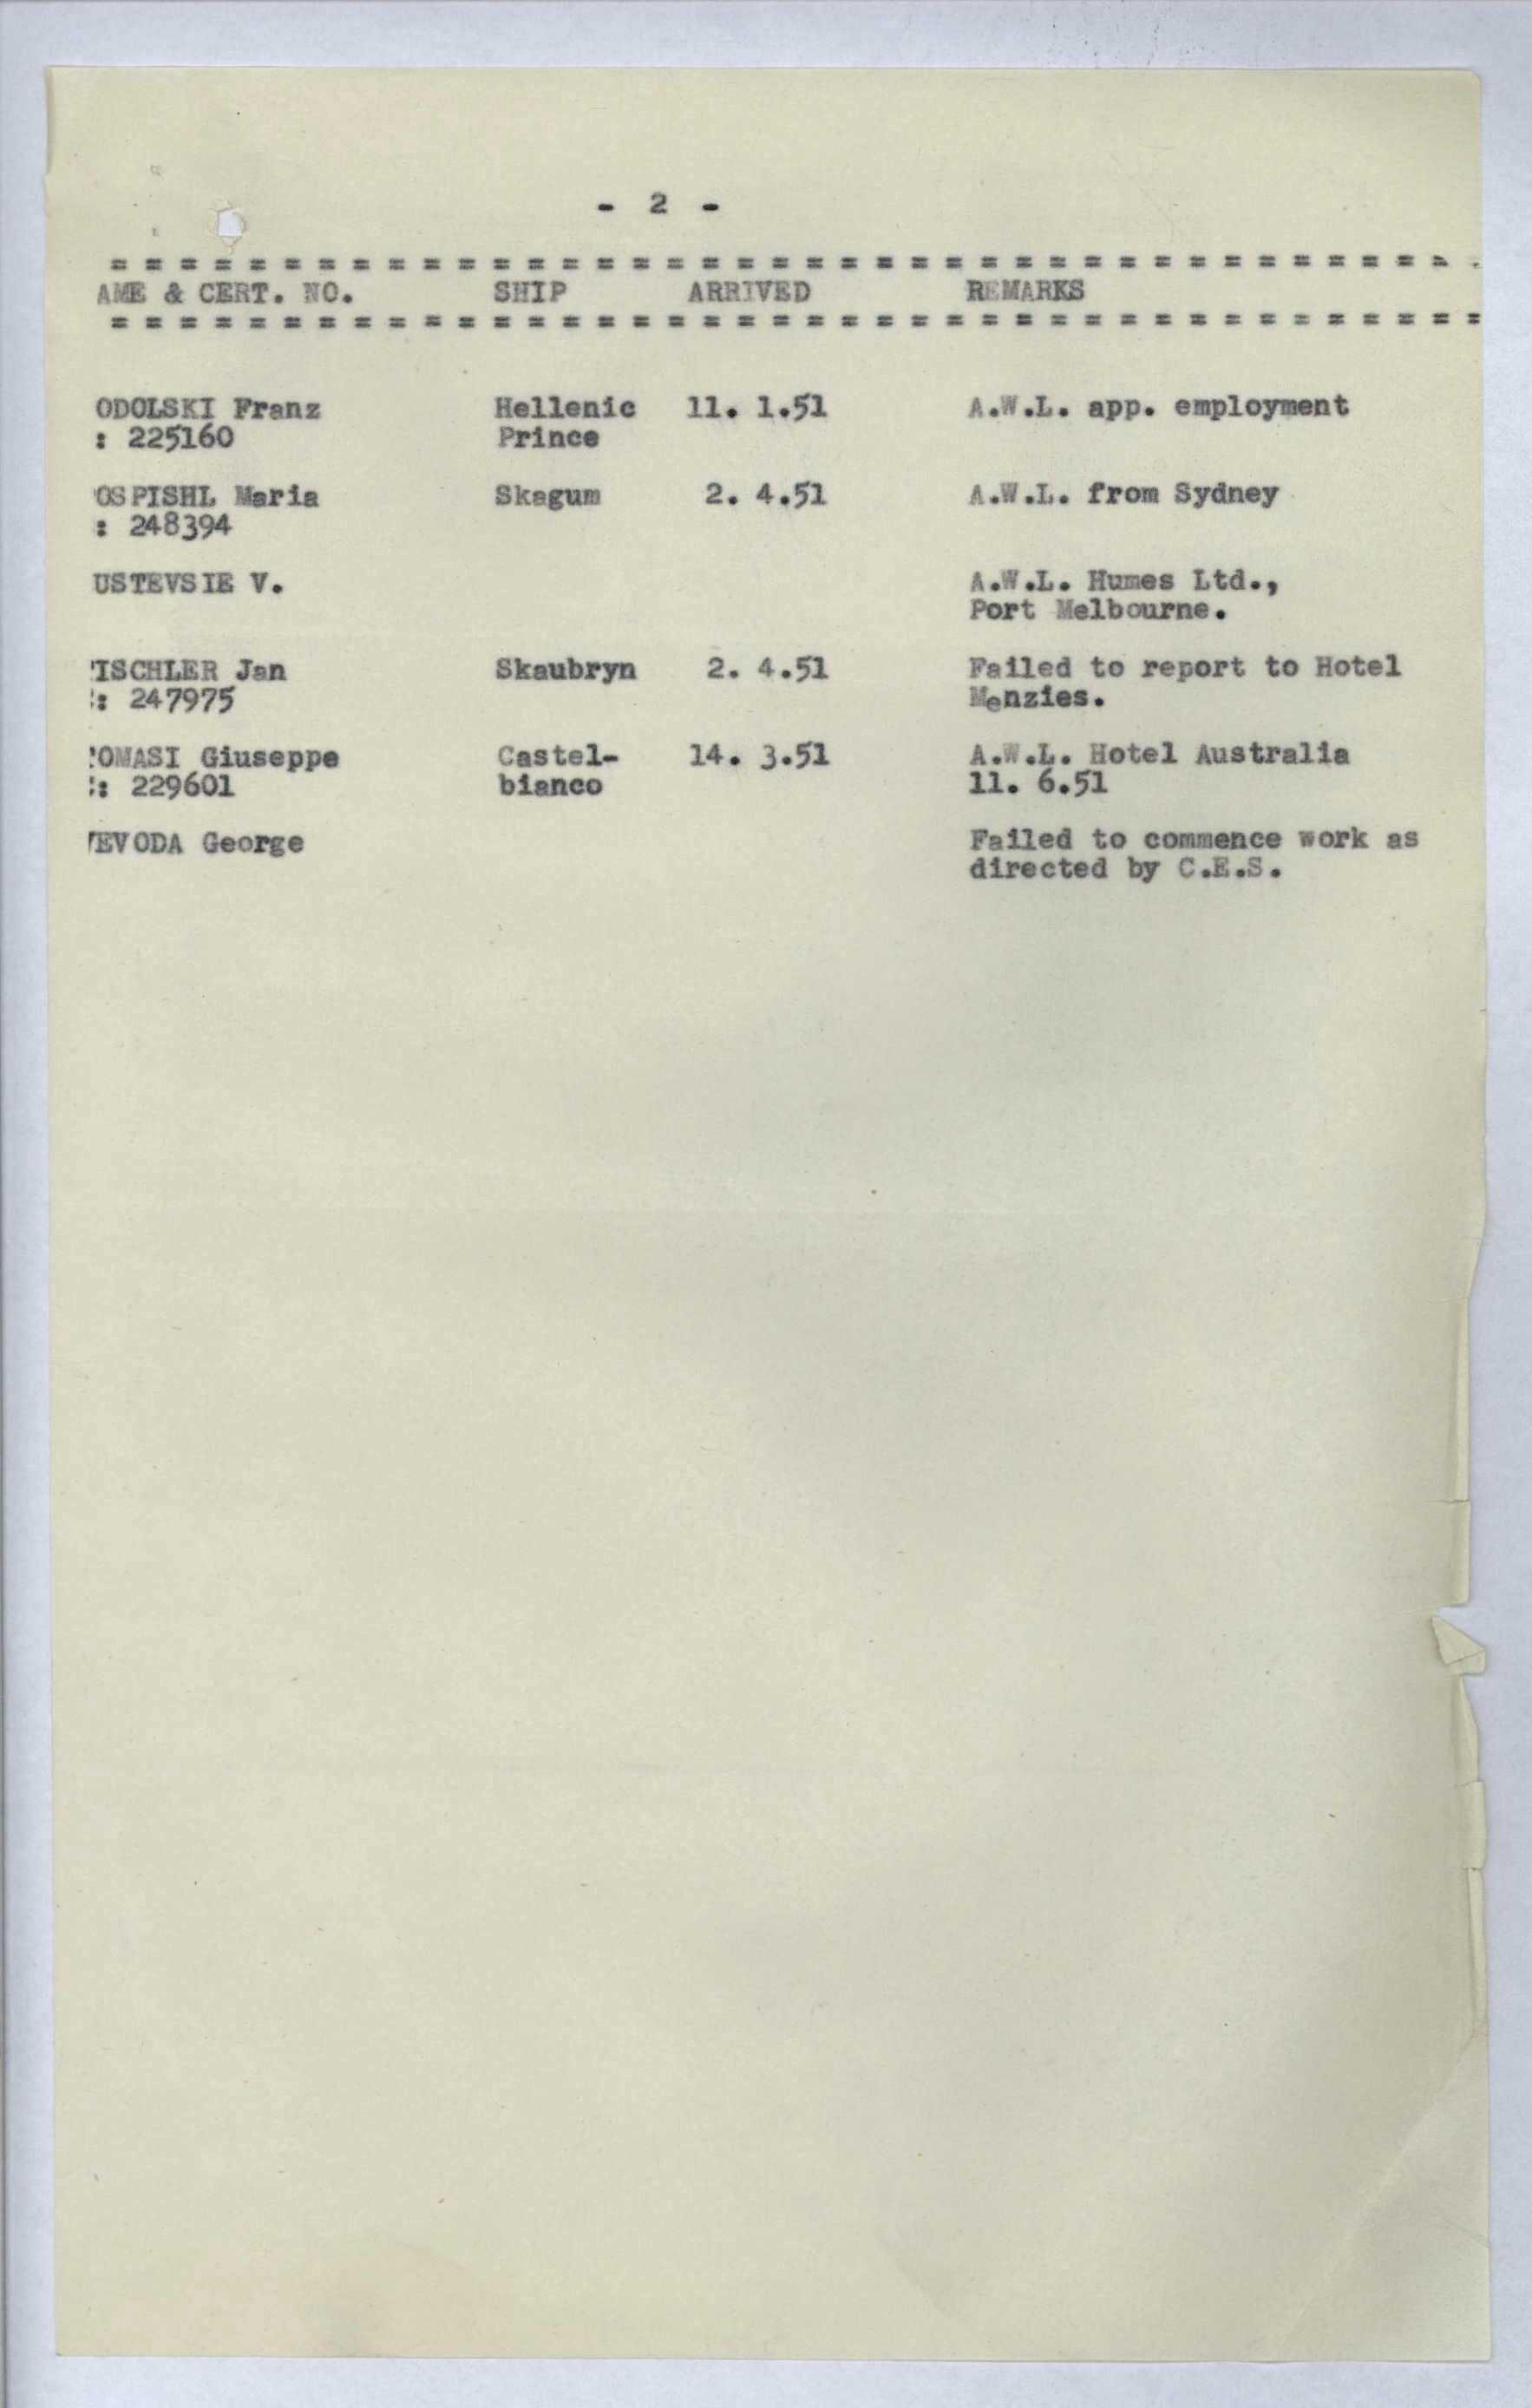 - 2 -
= = = = = = = = = = = = = = = = = = = = = = = = = = = = = = = = = = = = = = = =
AME & CERT. NO. SHIP ARRIVED REMARKS
= = = = = = = = = = = = = = = = = = = = = = = = = = = = = = = = = = = = = = = =
ODOLSKI Franz Hellenic 11. 1.51 A.W.L. app. employment
: 225160 Prince
OSPISHL Maria Skagum 2. 4.51 A.W.L. from Sydney
: 248394
USTEVSIE V. A.W.L. Humes Ltd.,
Port Melbourne.
TISCHLER Jan Skaubryn 2. 4.51 Failed to report to Hotel
: 247975 Menzies.
OMASI Giuseppe Castel- 14. 3.51 A.W.L. Hotel Australia
: 229601 bianco 11. 6.51
EVODA George Failed to commence work as
directed by C.E.S.